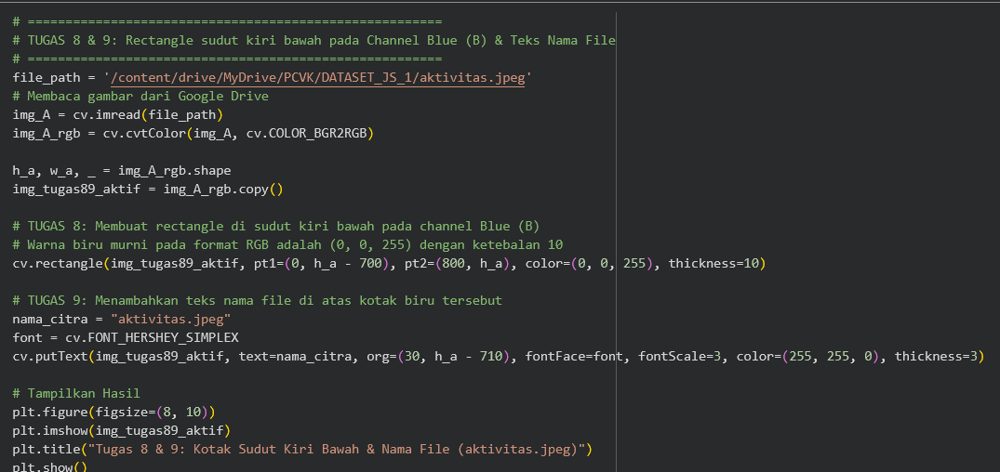 # =======================================================
# TUGAS 8 & 9: Rectangle sudut kiri bawah pada Channel Blue (B) & Teks Nama File
# =======================================================
file_path = '/content/drive/MyDrive/PCVK/DATASET_JS_1/aktivitas.jpeg'
# Membaca gambar dari Google Drive
img_A = cv.imread(file_path)
img_A_rgb = cv.cvtColor(img_A, cv.COLOR_BGR2RGB)
h_a, w_a, _ = img_A_rgb.shape
img_tugas89_aktif = img_A_rgb.copy()
# TUGAS 8: Membuat rectangle di sudut kiri bawah pada channel Blue (B)
# Warna biru murni pada format RGB adalah (0, 0, 255) dengan ketebalan 10
cv.rectangle(img_tugas89_aktif, pt1=(0, h_a - 700), pt2=(800, h_a), color=(0, 0, 255), thickness=10)
# TUGAS 9: Menambahkan teks nama file di atas kotak biru tersebut
nama_citra = "aktivitas.jpeg"
font = cv.FONT_HERSHEY_SIMPLEX
cv.putText(img_tugas89_aktif, text=nama_citra, org=(30, h_a - 710), fontFace=font, fontScale=3, color=(255, 255, 0), thickness=3)
# Tampilkan Hasil
plt.figure(figsize=(8, 10))
plt.imshow(img_tugas89_aktif)
plt.title("Tugas 8 & 9: Kotak Sudut Kiri Bawah & Nama File (aktivitas.jpeg)")
plt.show()